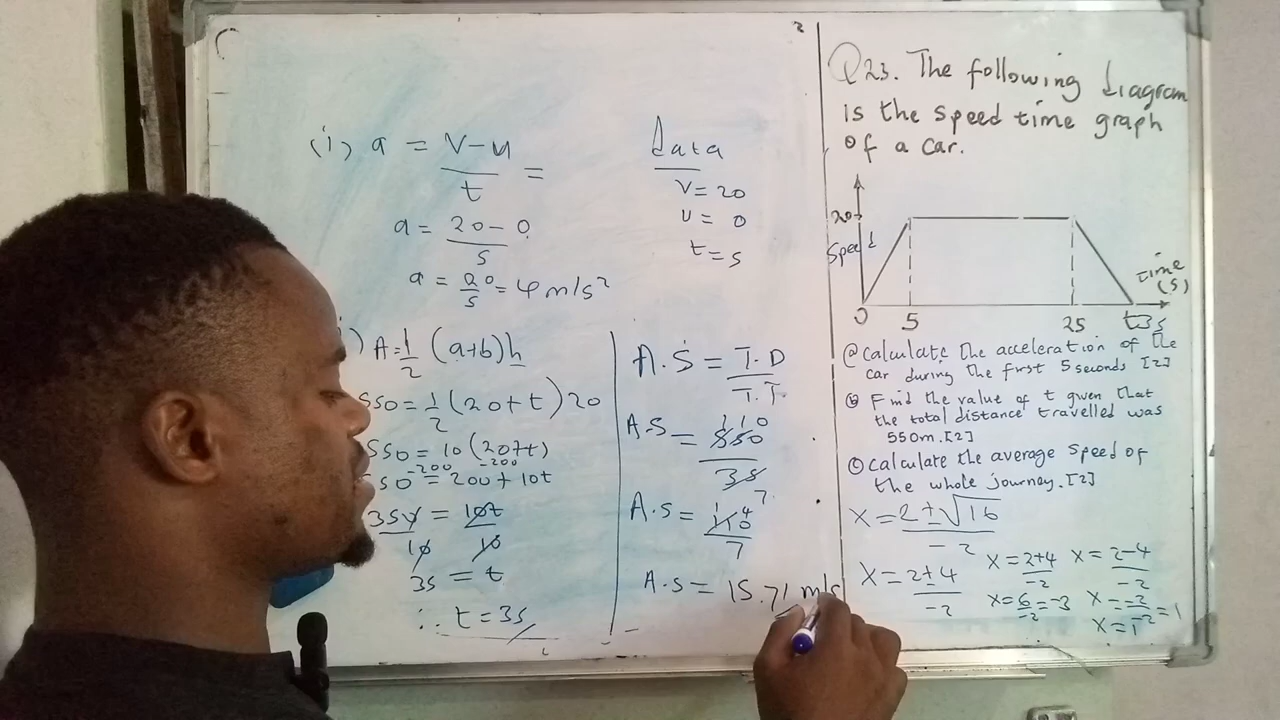 (i) a = V-u =
t
a = 20-0
5
a = 20 = 4 m/s²
5
Data
V = 20
u = 0
t = 5
) A = 1/2 (a+b)h
550 = 1/2 (20+t) 20
550 = 10 (20+t)
-200 -200
550 = 200 + 10t
350 = 10t
10 10
35 = t
∴ t = 35
A.S = T.D
T.T.
110
A.S = 550
35
7
A.S = 110
7
A.S = 15.71 m/s
Q23. The following diagram
is the speed time graph
of a car.
20
Speed
time
(s)
0 5 25 t35
(a) Calculate the acceleration of the
car during the first 5 seconds [2]
(b) Find the value of t given that
the total distance travelled was
550m. [2]
(c) Calculate the average speed of
the whole journey. [2]
X = 2±√16
-2
X = 2±4
-2
X = 2+4
-2
X = 6 = -3
-2
X = 2-4
-2
X = -2 = 1
-2
X = 1